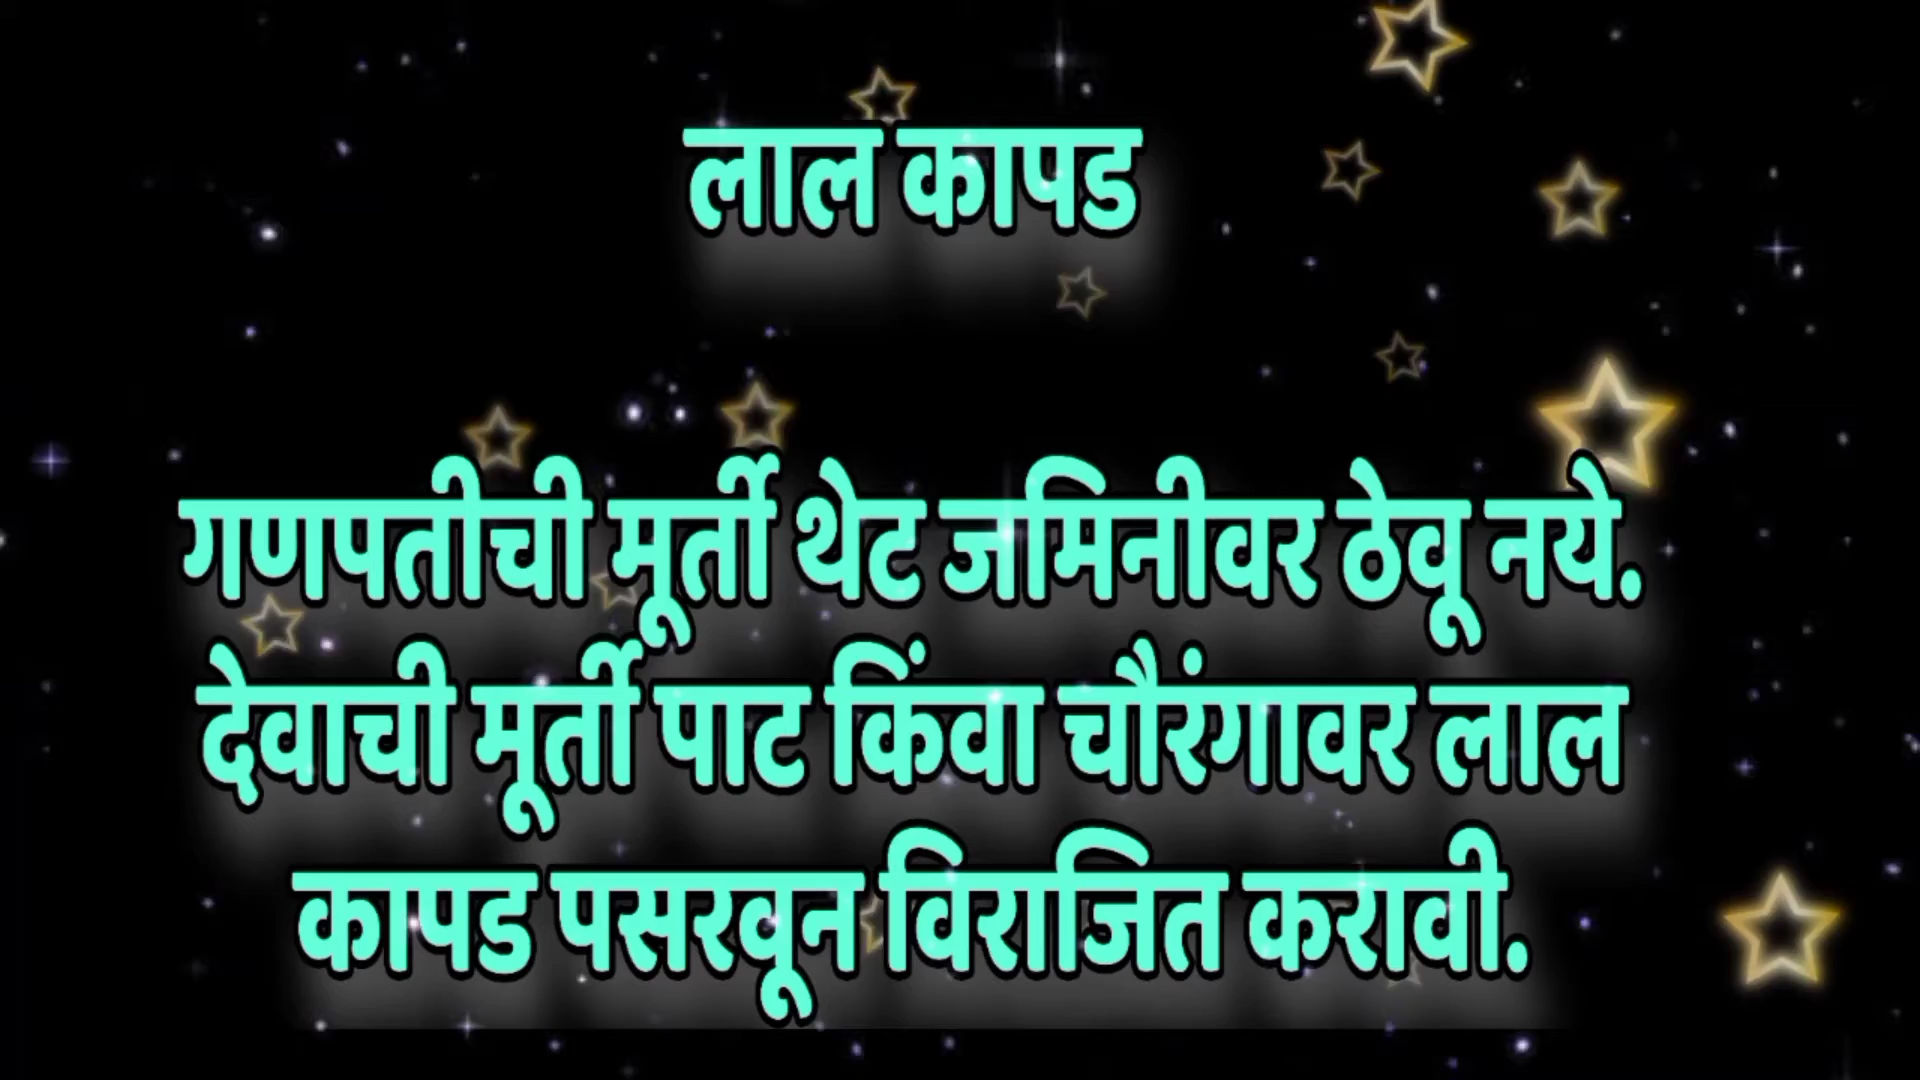 लाल कापड
गणपतीची मूर्ती थेट जमिनीवर ठेवू नये.
देवाची मूर्ती पाट किंवा चौरंगावर लाल
कापड पसरवून विराजित करावी.